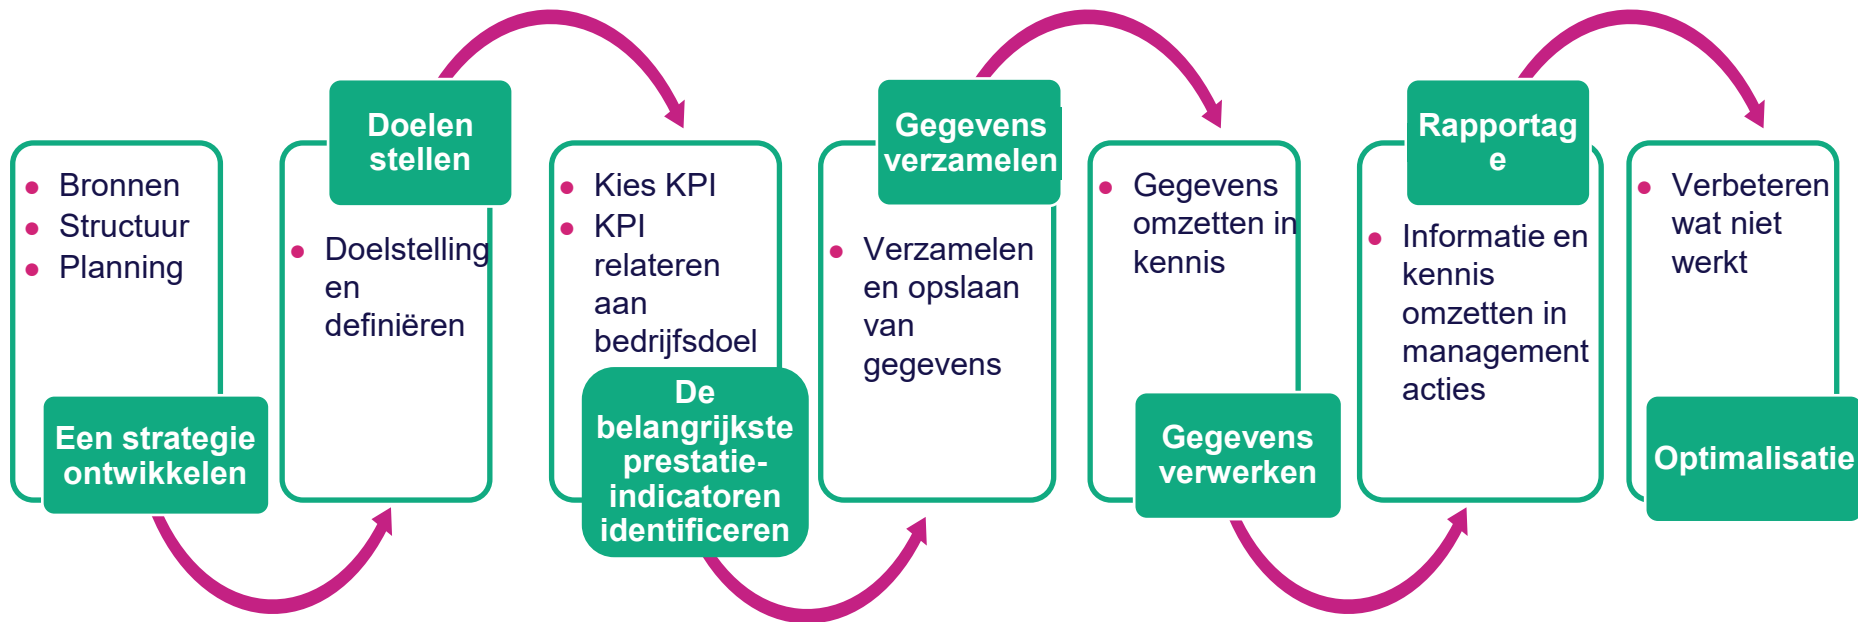 Bronnen
Structuur
Planning
Een strategie
ontwikkelen
Doelen
stellen
Doelstelling
en
definiëren
Kies KPI
KPI
relateren
aan
bedrijfsdoel
De
belangrijkste
prestatie-
indicatoren
identificeren
Gegevens
verzamelen
Verzamelen
en opslaan
van
gegevens
Gegevens
omzetten in
kennis
Gegevens
verwerken
Rapportag
e
Informatie en
kennis
omzetten in
management
acties
Verbeteren
wat niet
werkt
Optimalisatie